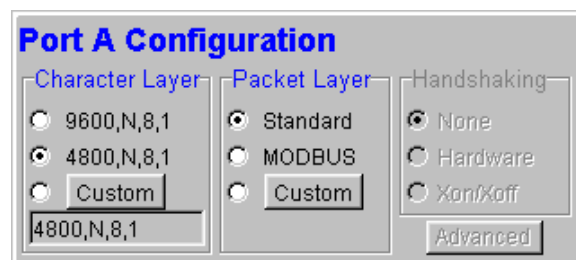 Port A Configuration
Character Layer
9600,N,8,1
4800,N,8,1
Custom
4800,N,8,1
Packet Layer
Standard
MODBUS
Custom
Handshaking
None
Hardware
Xon/Xoff
Advanced